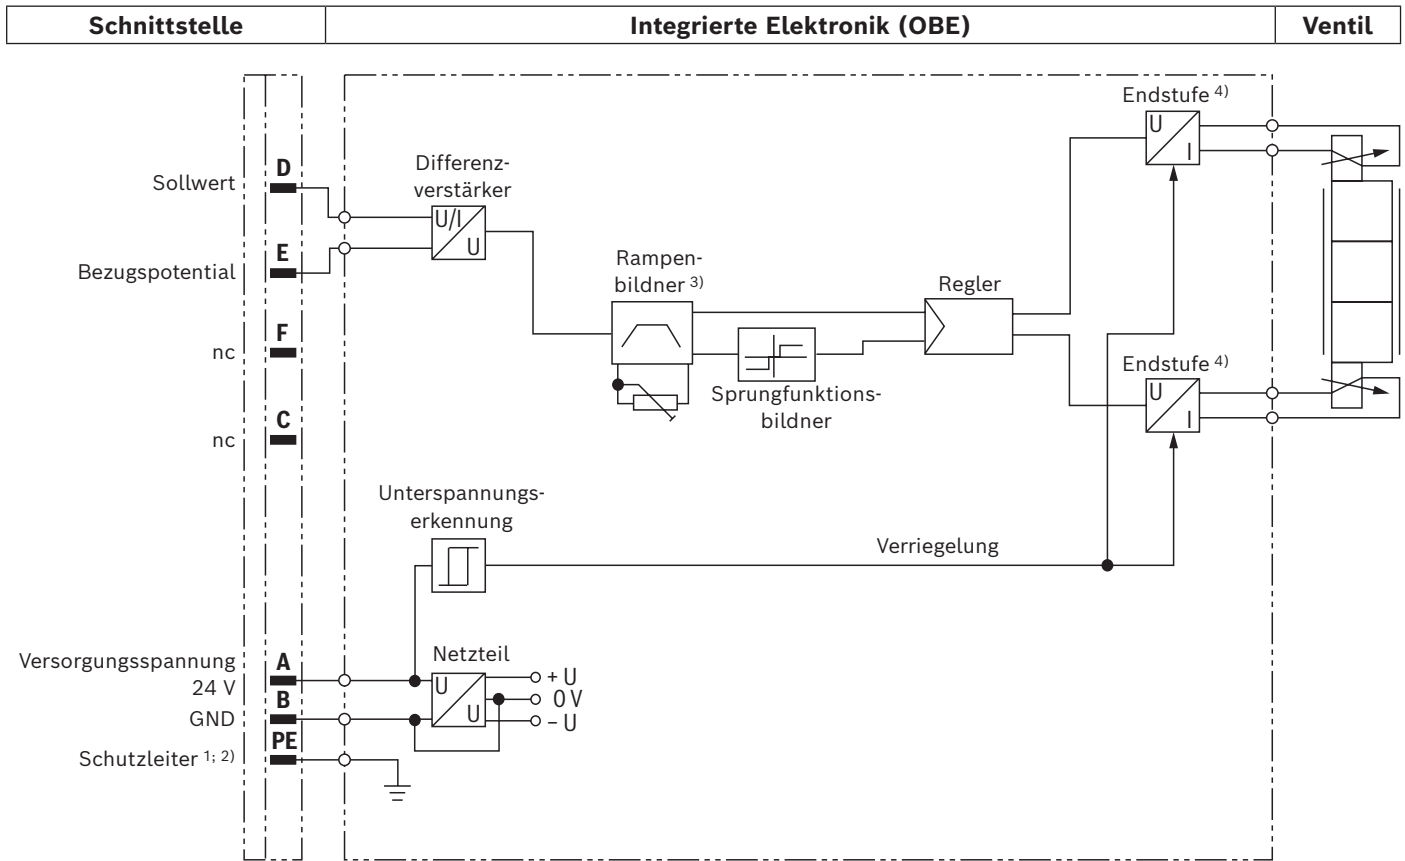 Schnittstelle
Integrierte Elektronik (OBE)
Ventil
Endstufe 4)
U
I
Differenz-
verstärker
U/I
U
D
Sollwert
E
Bezugspotential
Rampen-
bildner 3)
Regler
F
nc
Endstufe 4)
U
I
Sprungfunktions-
bildner
C
nc
Unterspannungs-
erkennung
Verriegelung
A
Versorgungsspannung
24 V
Netzteil
U
U
+ U
0 V
– U
B
GND
PE
Schutzleiter 1; 2)